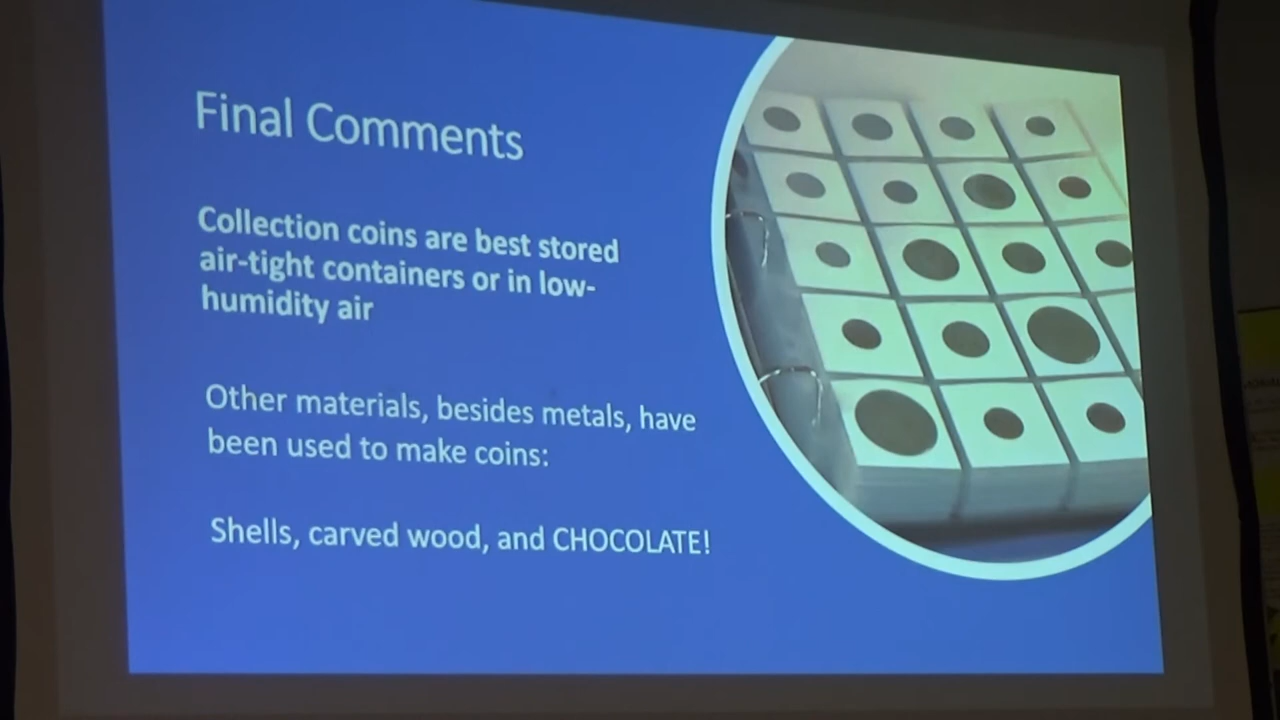 Final Comments
Collection coins are best stored
air-tight containers or in low-
humidity air
Other materials, besides metals, have
been used to make coins:
Shells, carved wood, and CHOCOLATE!